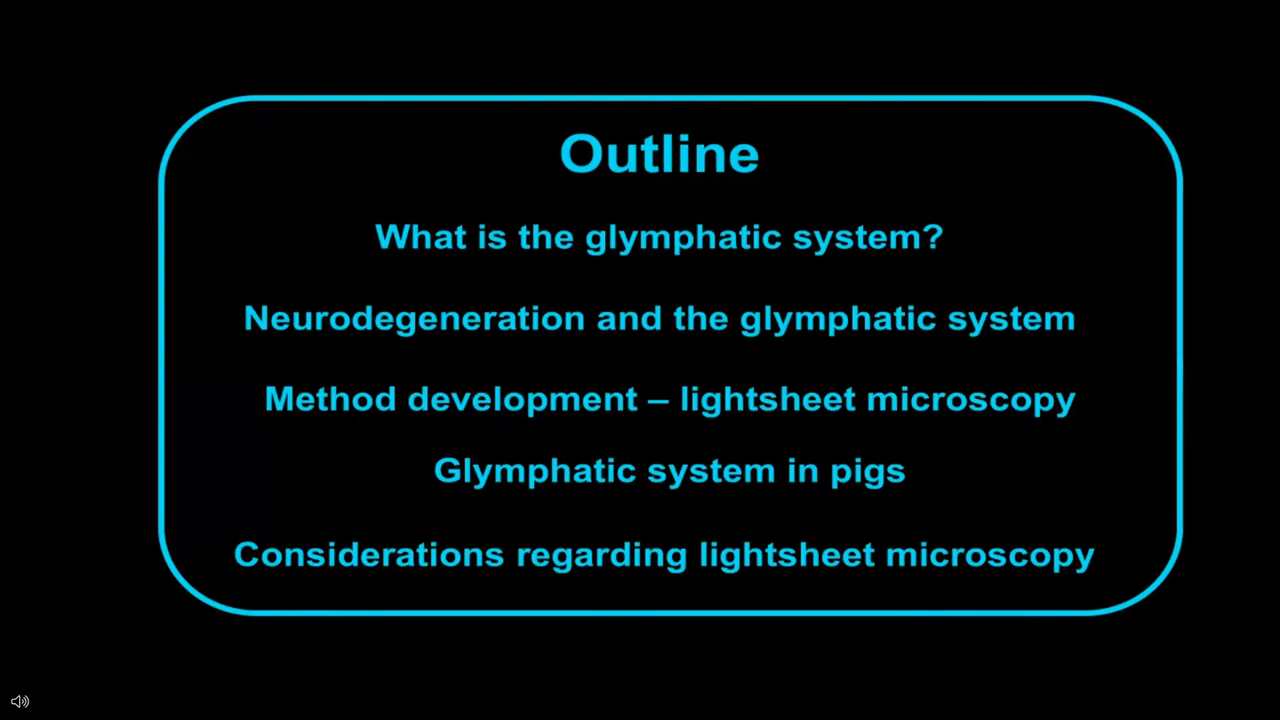 Outline
What is the glymphatic system?
Neurodegeneration and the glymphatic system
Method development – lightsheet microscopy
Glymphatic system in pigs
Considerations regarding lightsheet microscopy